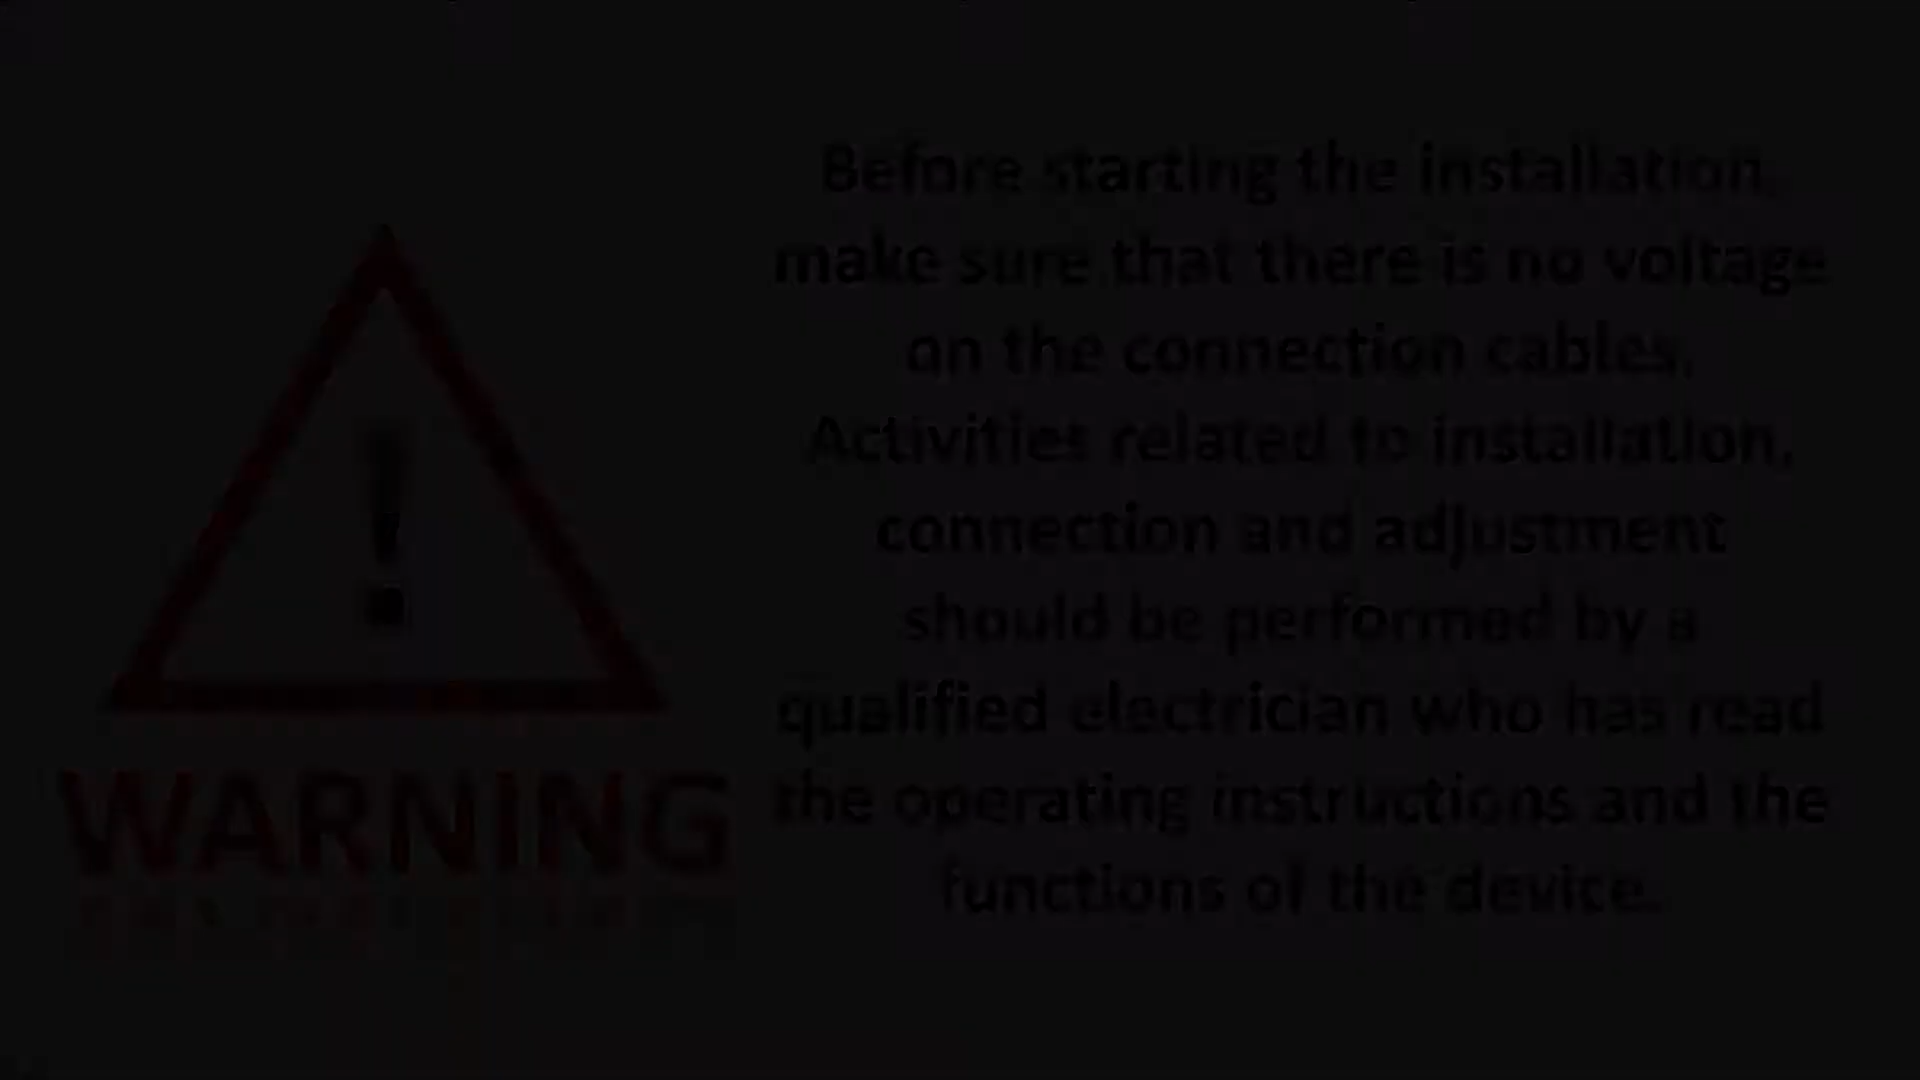 Before starting the installation,
make sure that there is no voltage
on the connection cables.
Activities related to installation,
connection and adjustment
should be performed by a
qualified electrician who has read
the operating instructions and the
functions of the device.
!
WARNING